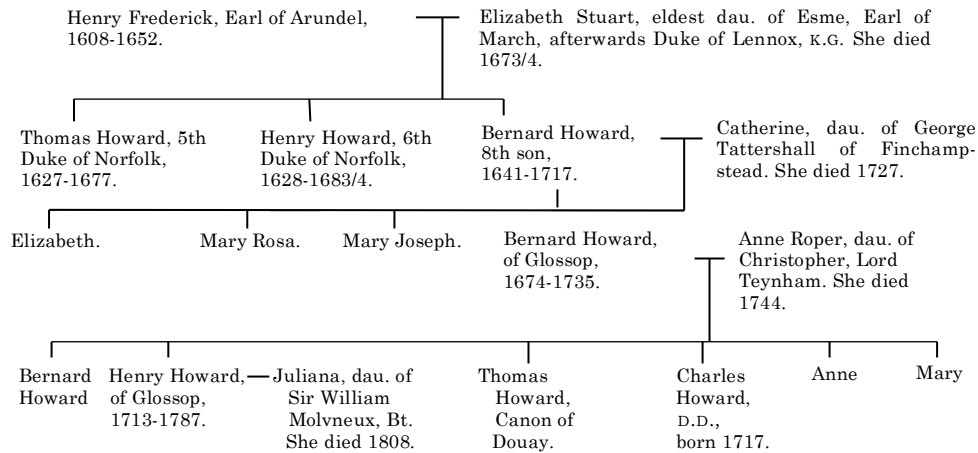 Henry Frederick, Earl of Arundel,
1608-1652.
Elizabeth Stuart, eldest dau. of Esme, Earl of
March, afterwards Duke of Lennox, K.G. She died
1673/4.
Thomas Howard, 5th
Duke of Norfolk,
1627-1677.
Henry Howard, 6th
Duke of Norfolk,
1628-1683/4.
Bernard Howard,
8th son,
1641-1717.
Catherine, dau. of George
Tattershall of Finchamp-
stead. She died 1727.
Elizabeth.
Mary Rosa.
Mary Joseph.
Bernard Howard,
of Glossop,
1674-1735.
Anne Roper, dau. of
Christopher, Lord
Teynham. She died
1744.
Bernard
Howard
Henry Howard,
of Glossop,
1713-1787.
Juliana, dau. of
Sir William
Molvneux, Bt.
She died 1808.
Thomas
Howard,
Canon of
Douay.
Charles
Howard,
D.D.,
born 1717.
Anne
Mary